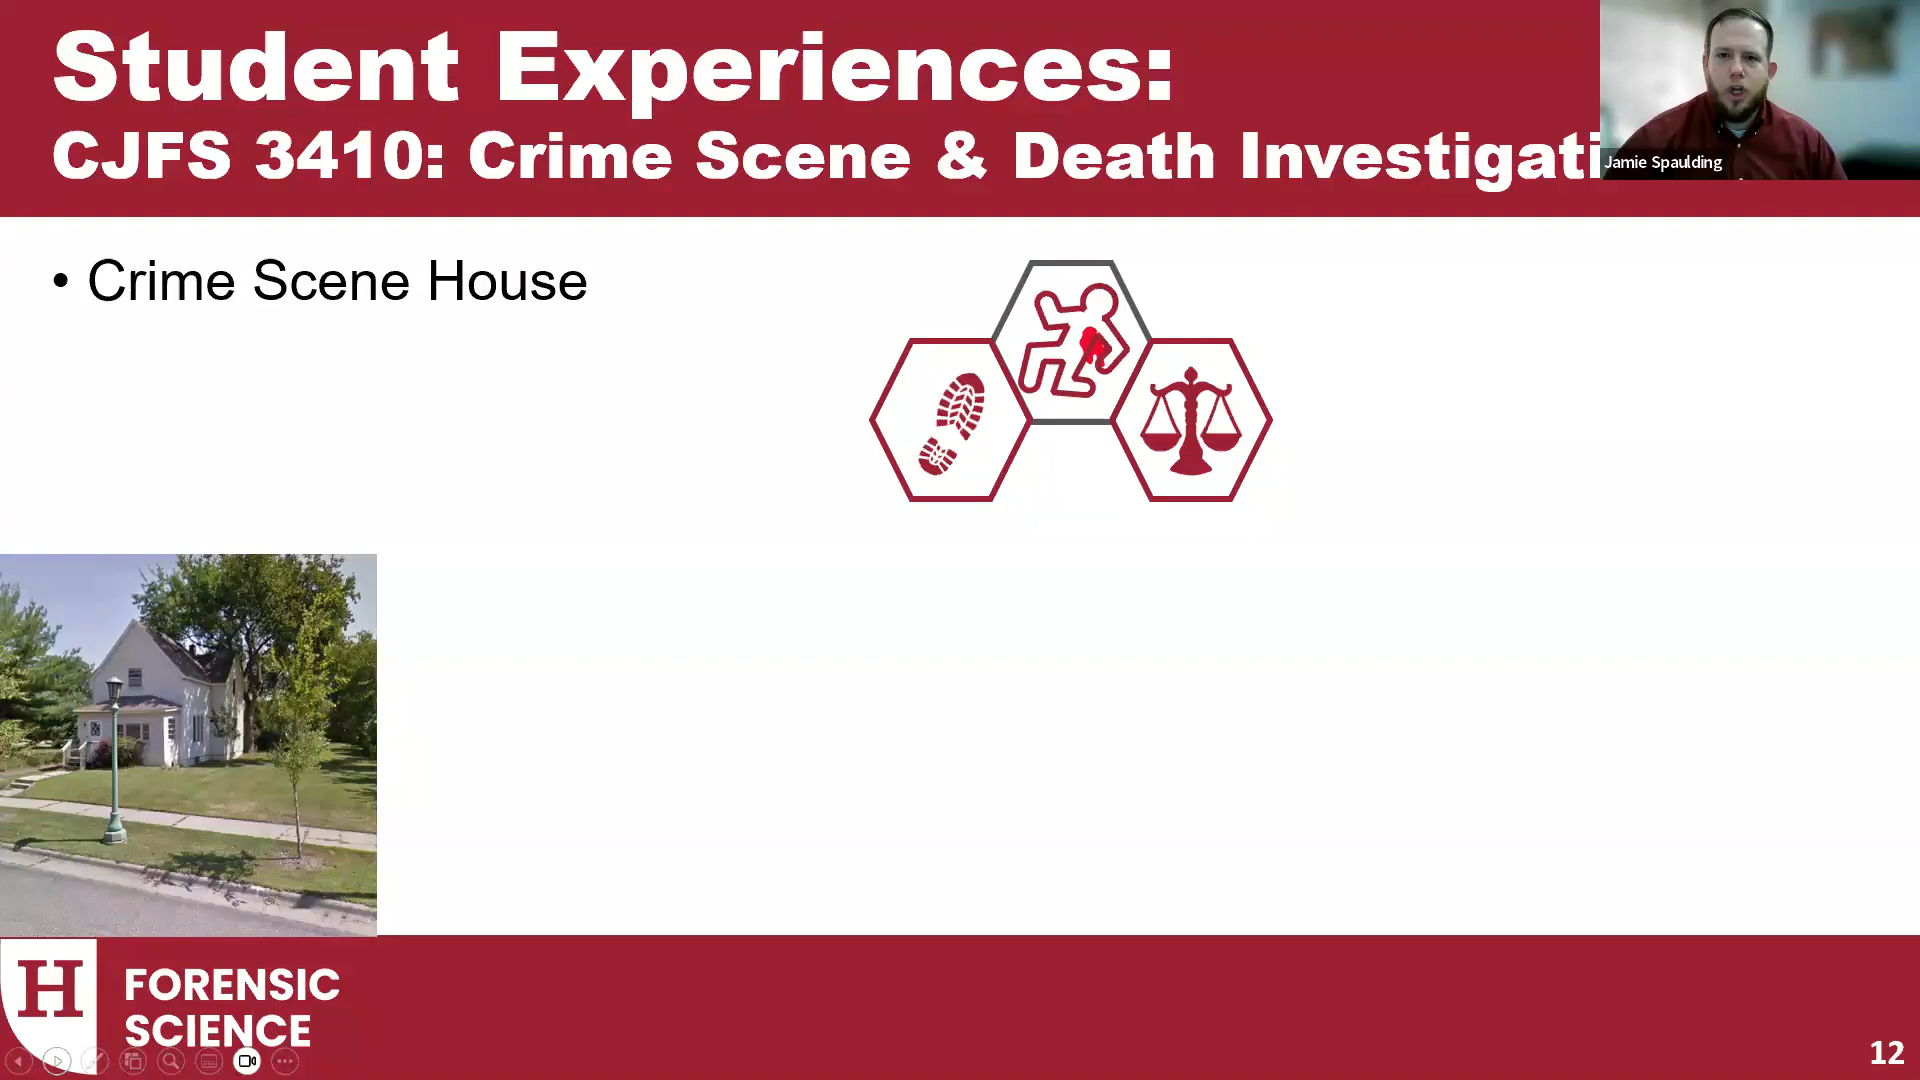 Student Experiences:
CJFS 3410: Crime Scene & Death Investigati
Jamie Spaulding
• Crime Scene House
H FORENSIC
SCIENCE
12